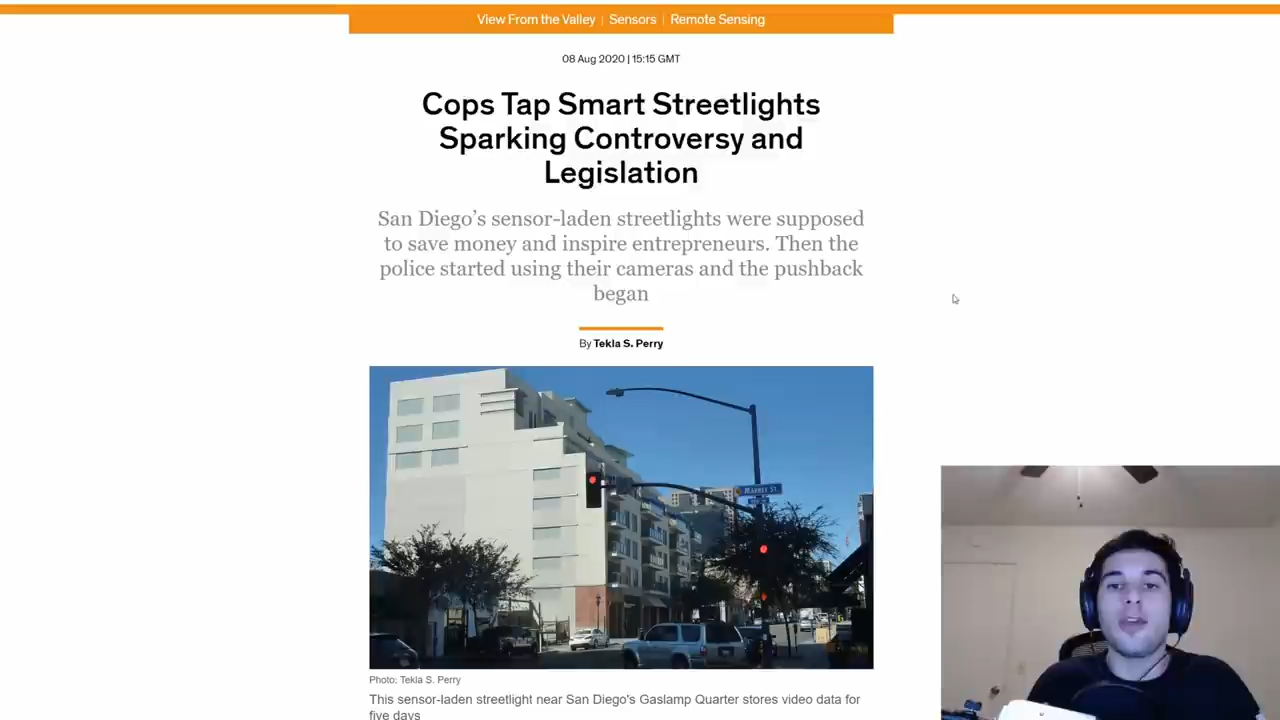 View From the Valley | Sensors | Remote Sensing
08 Aug 2020 | 15:15 GMT
Cops Tap Smart Streetlights
Sparking Controversy and
Legislation
San Diego’s sensor-laden streetlights were supposed
to save money and inspire entrepreneurs. Then the
police started using their cameras and the pushback
began
By Tekla S. Perry
MARKET ST.
Photo: Tekla S. Perry
This sensor-laden streetlight near San Diego's Gaslamp Quarter stores video data for
five days